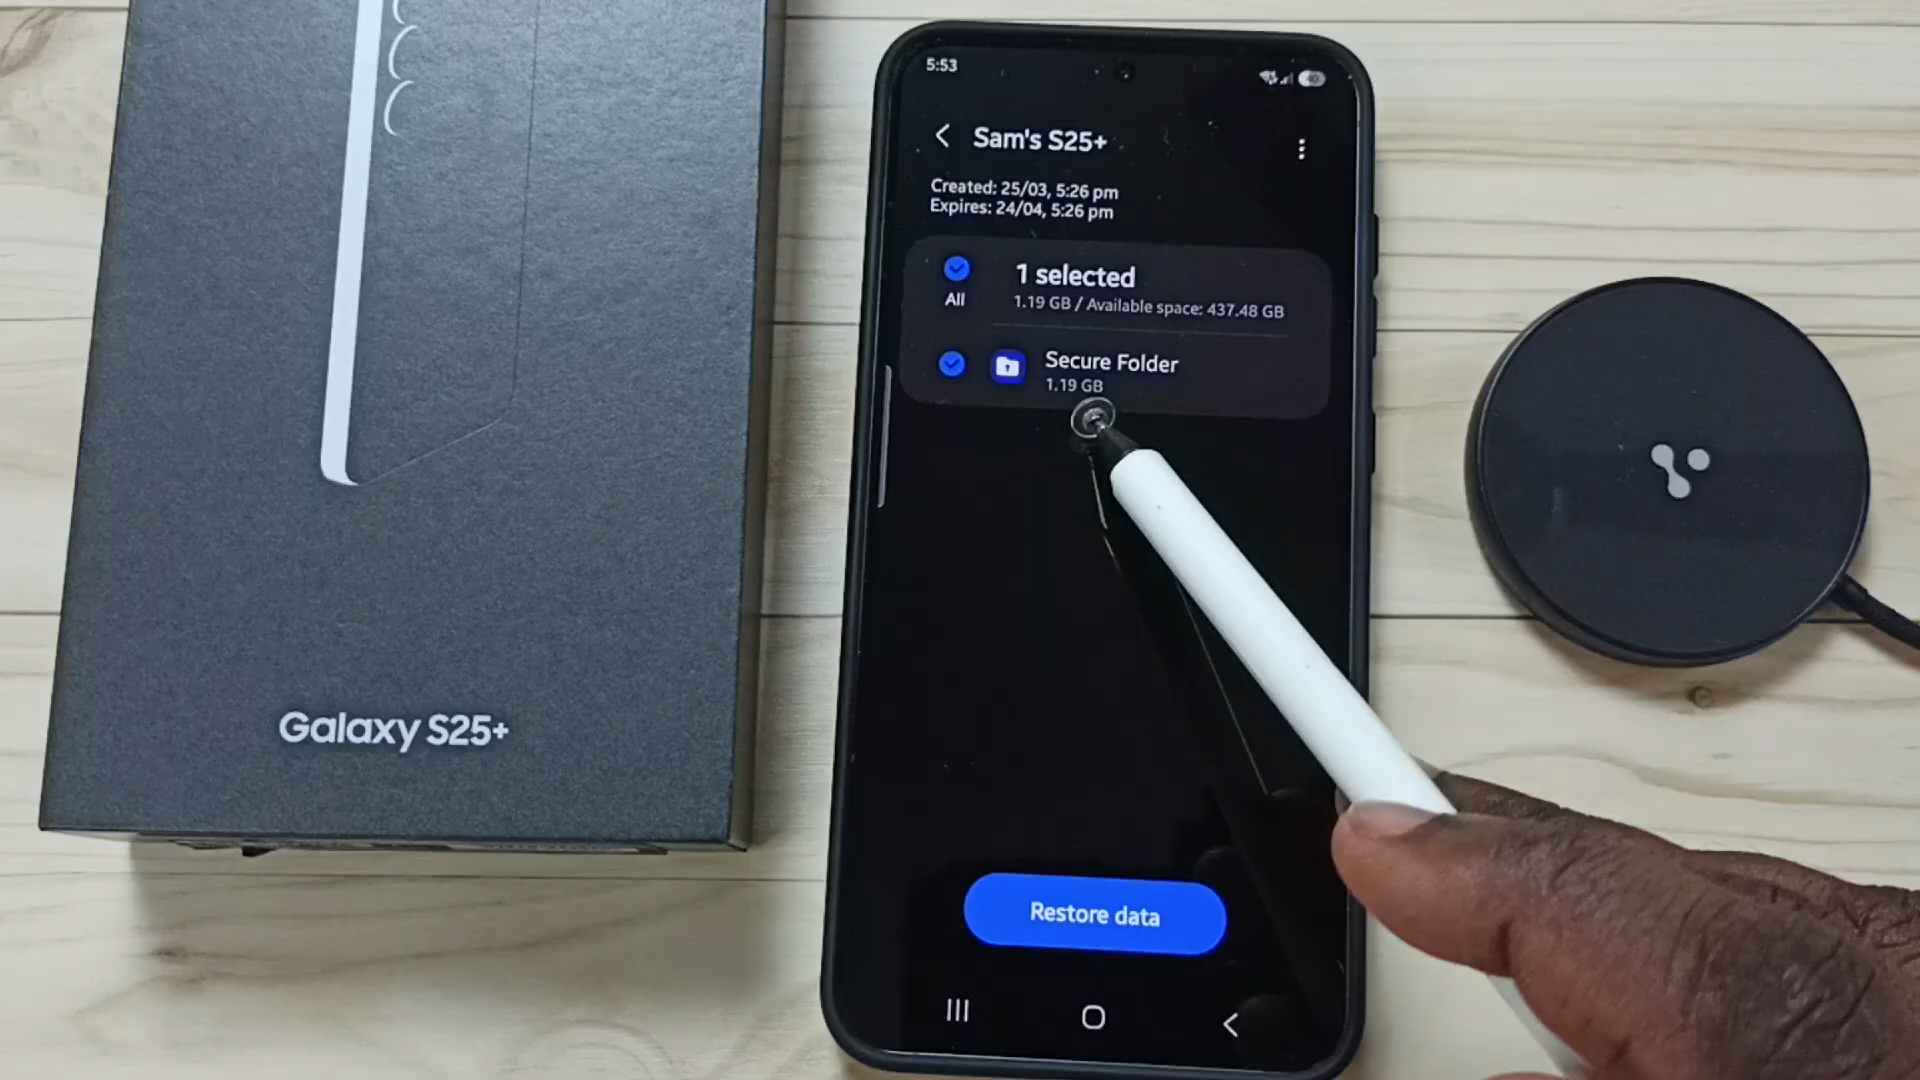 Galaxy S25+
5:53
Sam's S25+
Created: 25/03, 5:26 pm
Expires: 24/04, 5:26 pm
1 selected
All
1.19 GB / Available space: 437.48 GB
Secure Folder
1.19 GB
Restore data